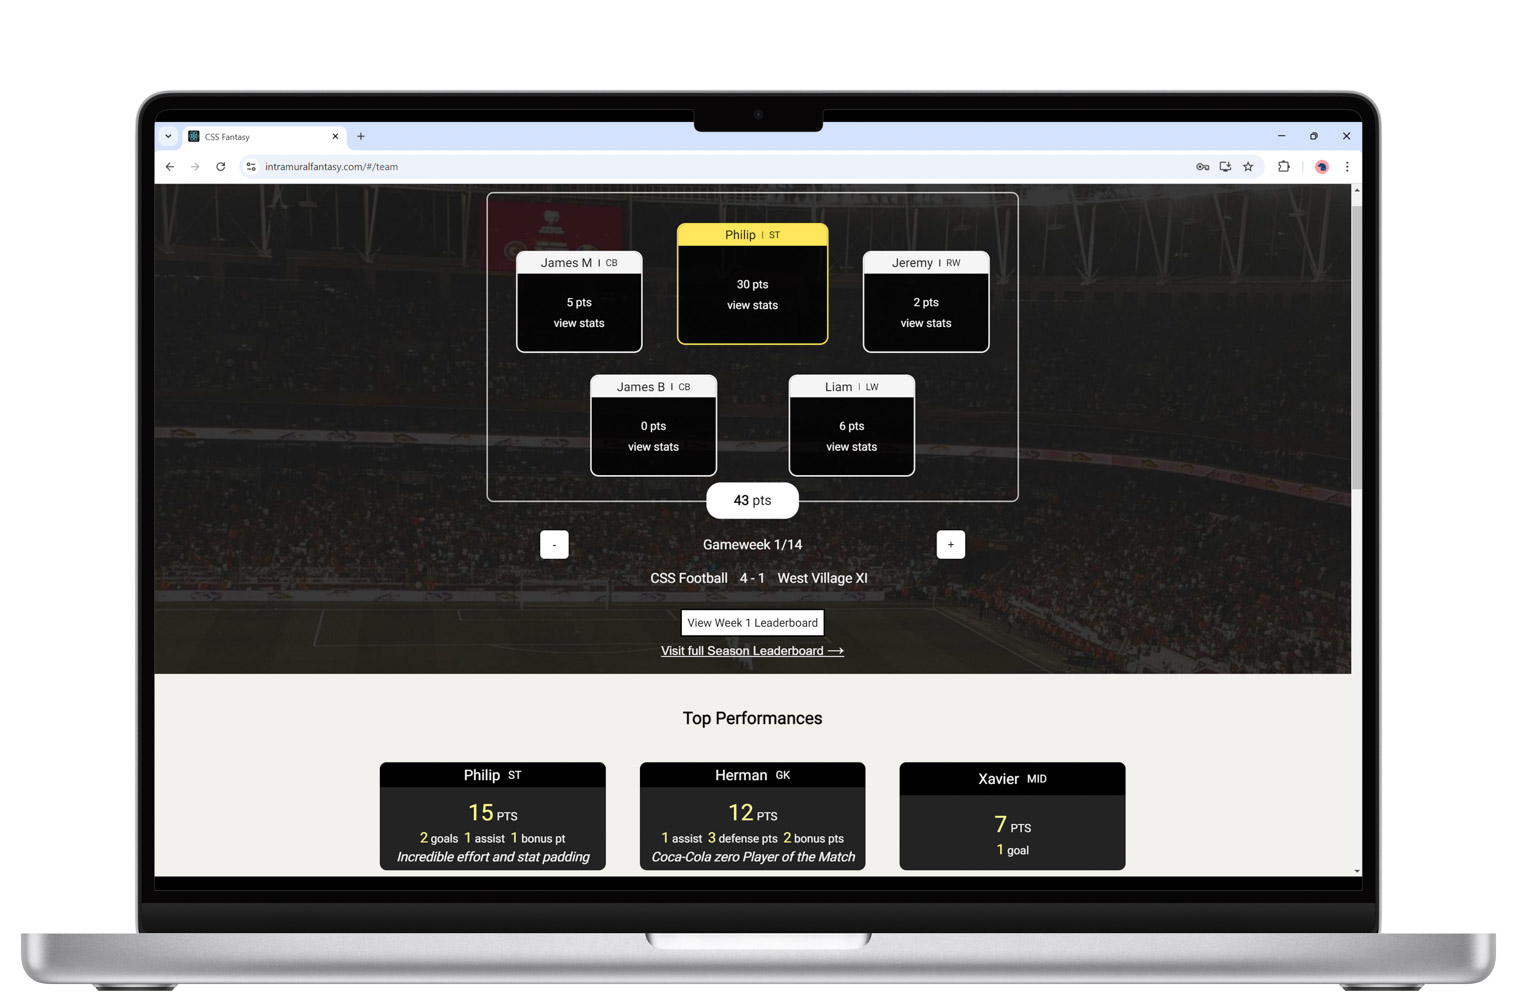 CSS Fantasy
intramuralfantasy.com/#/team
Philip | ST
30 pts
view stats
James M | CB
5 pts
view stats
Jeremy | RW
2 pts
view stats
James B | CB
0 pts
view stats
Liam | LW
6 pts
view stats
43 pts
- Gameweek 1/14 +
CSS Football 4 - 1 West Village XI
View Week 1 Leaderboard
Visit full Season Leaderboard →
Top Performances
Philip ST
15 PTS
2 goals 1 assist 1 bonus pt
Incredible effort and stat padding
Herman GK
12 PTS
1 assist 3 defense pts 2 bonus pts
Coca-Cola zero Player of the Match
Xavier MID
7 PTS
1 goal